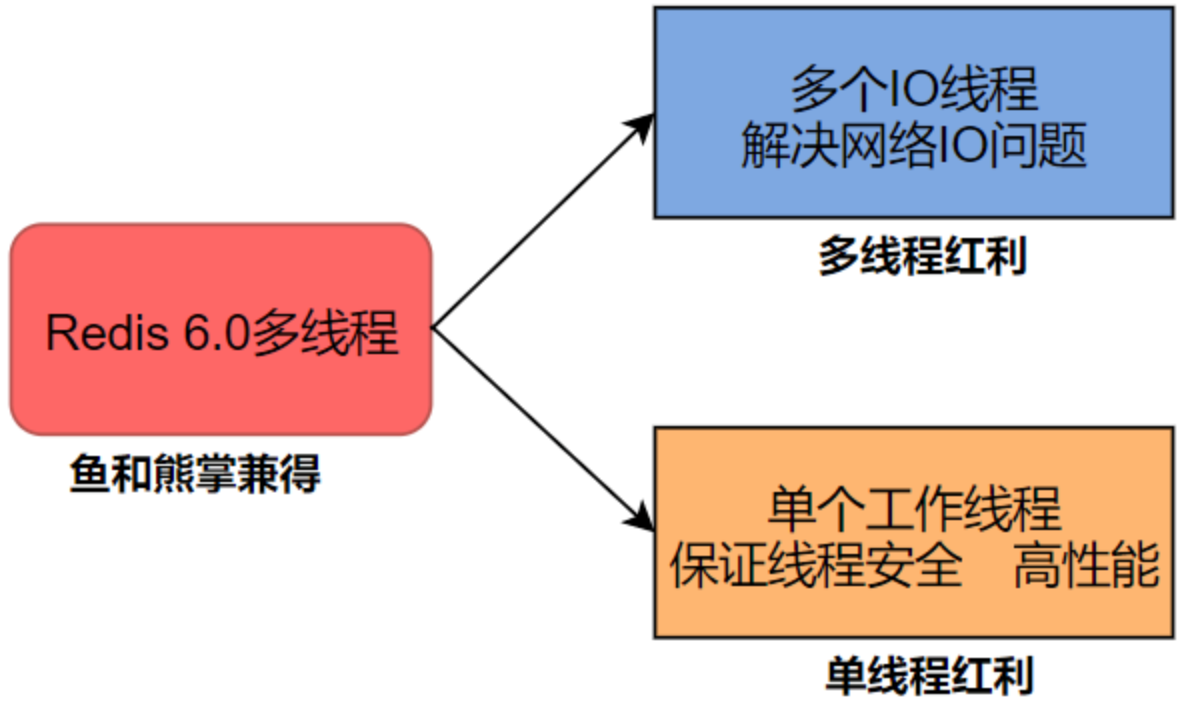 多个IO线程
解决网络IO问题
多线程红利
Redis 6.0多线程
鱼和熊掌兼得
单个工作线程
保证线程安全　高性能
单线程红利